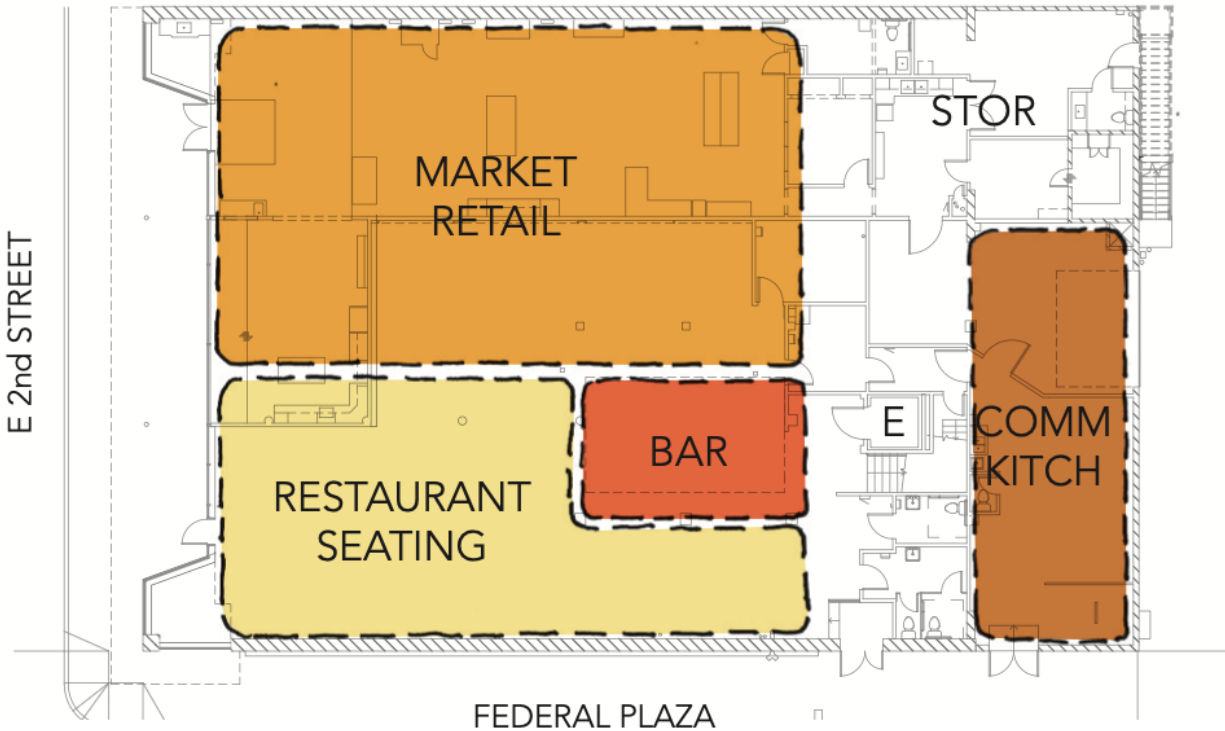 STOR
MARKET
RETAIL
E 2nd STREET
E
COMM
KITCH
BAR
RESTAURANT
SEATING
FEDERAL PLAZA